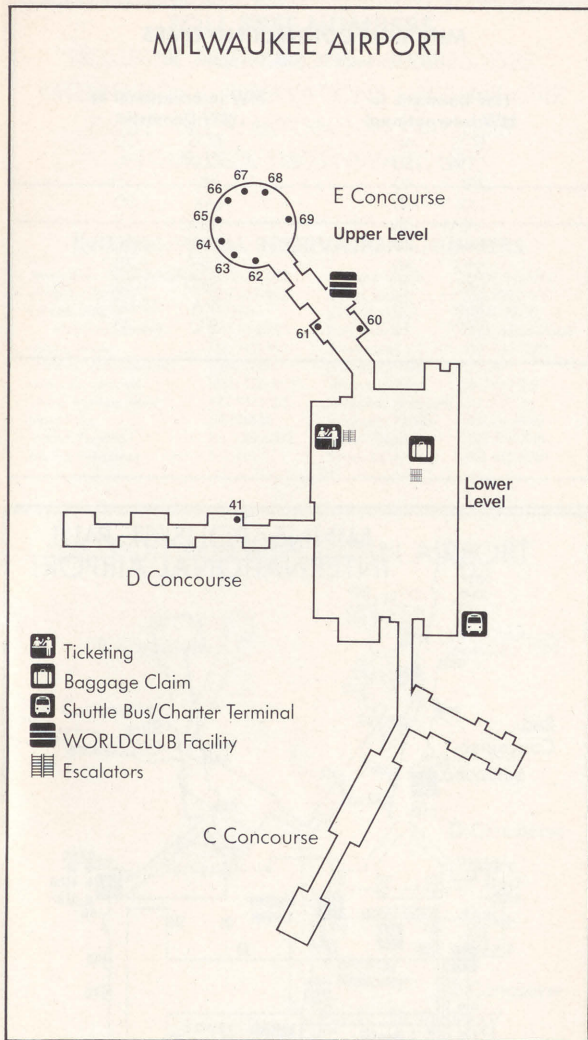 MILWAUKEE AIRPORT
E Concourse
Upper Level
67
68
66
69
65
64
63
62
61
60
Lower
Level
41
D Concourse
Ticketing
Baggage Claim
Shuttle Bus/Charter Terminal
WORLDCLUB Facility
Escalators
C Concourse